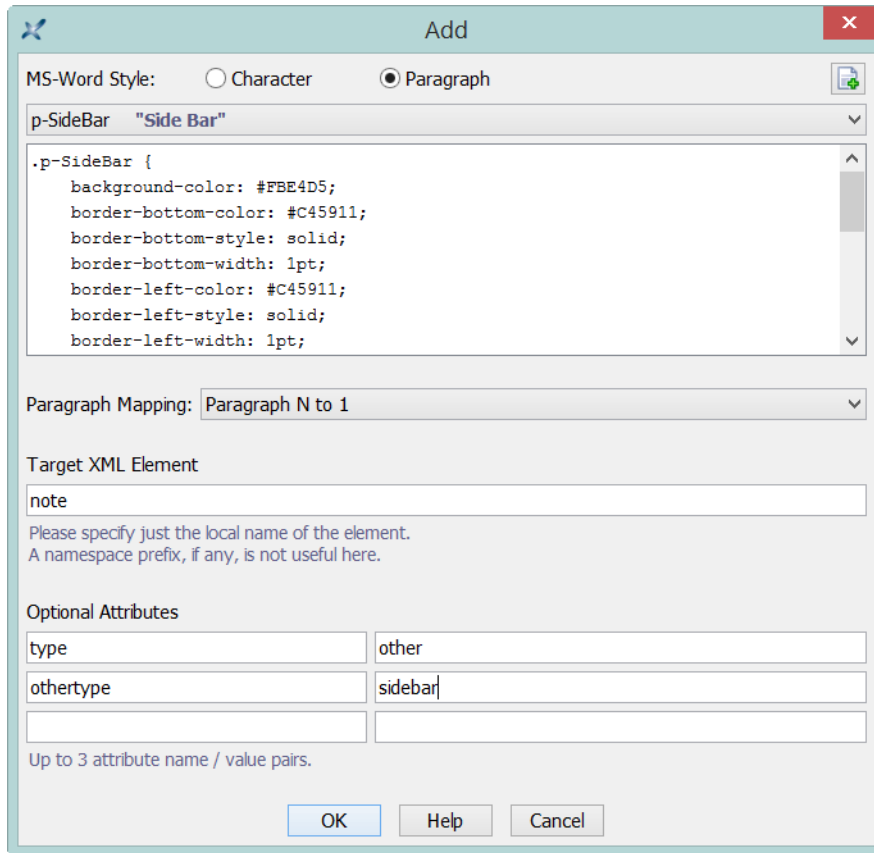 Add
MS-Word Style: Character Paragraph
p-SideBar "Side Bar"
.p-SideBar {
background-color: #FBE4D5;
border-bottom-color: #C45911;
border-bottom-style: solid;
border-bottom-width: 1pt;
border-left-color: #C45911;
border-left-style: solid;
border-left-width: 1pt;
Paragraph Mapping: Paragraph N to 1
Target XML Element
note
Please specify just the local name of the element.
A namespace prefix, if any, is not useful here.
Optional Attributes
type other
othertype sidebar
Up to 3 attribute name / value pairs.
OK Help Cancel